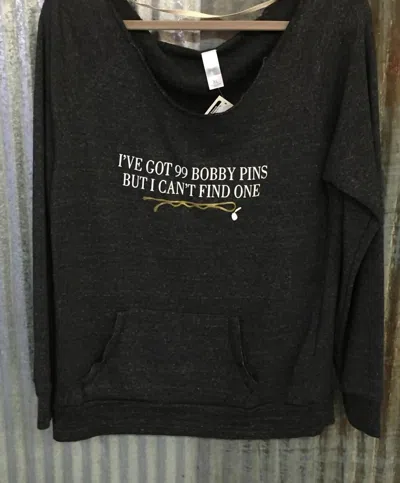 I'VE GOT 99 BOBBY PINS
BUT I CAN'T FIND ONE